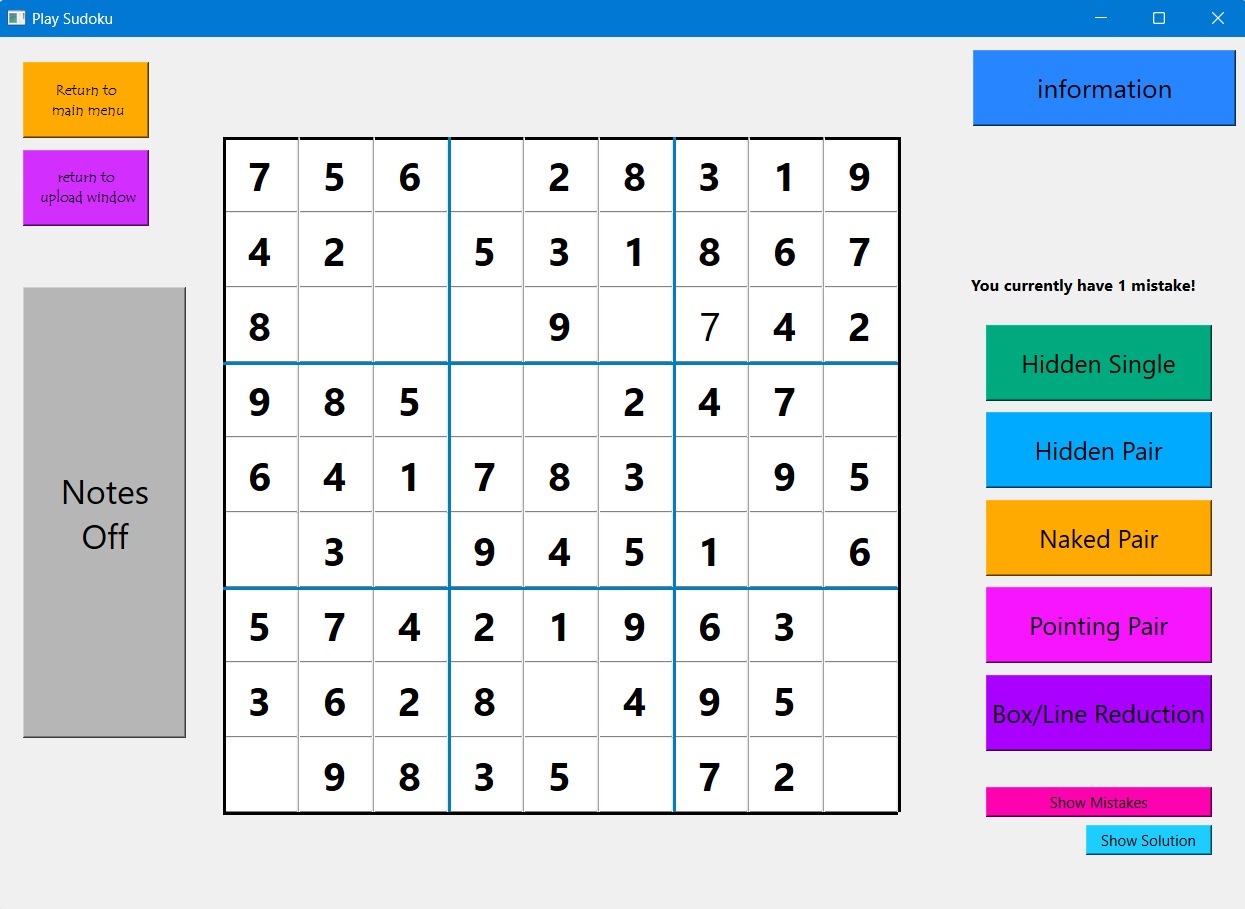 Play Sudoku
Return to
main menu
return to
upload window
information
7 5 6 2 8 3 1 9
4 2 5 3 1 8 6 7
8 9 7 4 2
9 8 5 2 4 7
6 4 1 7 8 3 9 5
3 9 4 5 1 6
5 7 4 2 1 9 6 3
3 6 2 8 4 9 5
9 8 3 5 7 2
Notes
Off
You currently have 1 mistake!
Hidden Single
Hidden Pair
Naked Pair
Pointing Pair
Box/Line Reduction
Show Mistakes
Show Solution